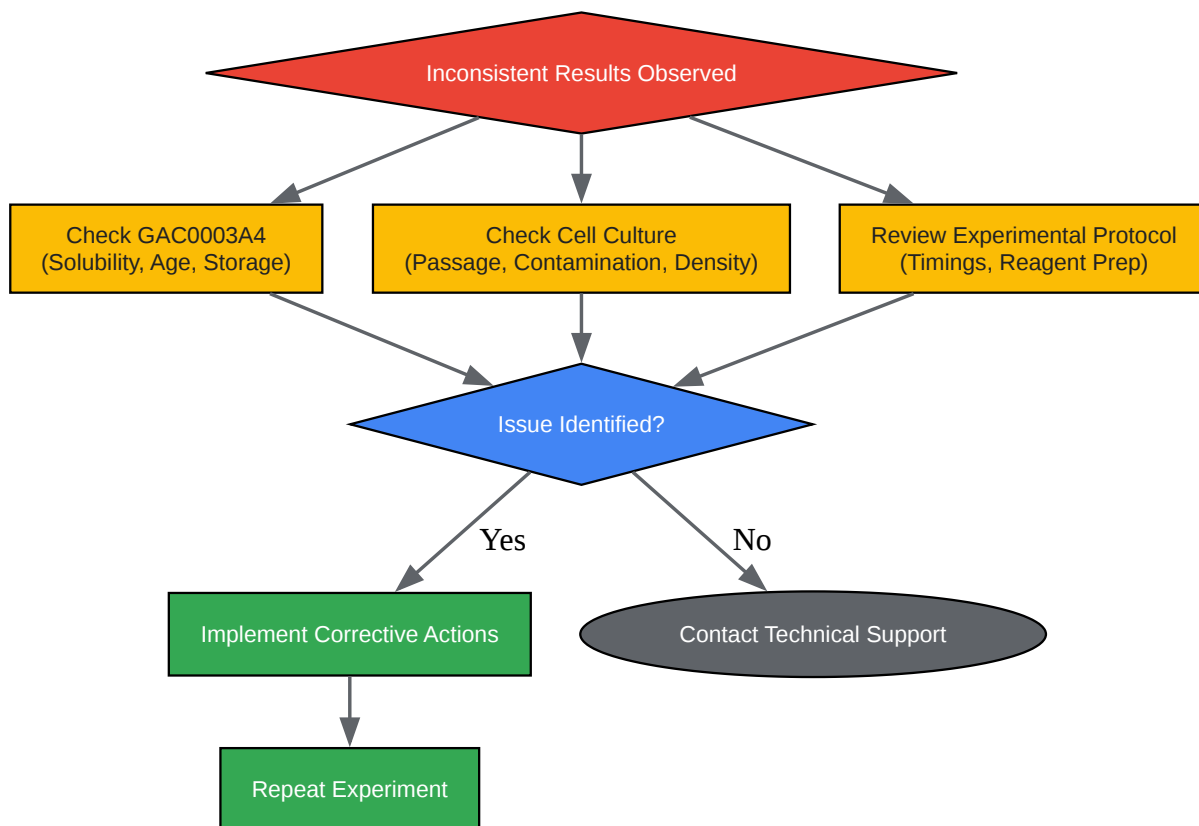 Inconsistent Results Observed
Check GAC0003A4
(Solubility, Age, Storage)
Check Cell Culture
(Passage, Contamination, Density)
Review Experimental Protocol
(Timings, Reagent Prep)
Issue Identified?
Yes
No
Implement Corrective Actions
Contact Technical Support
Repeat Experiment